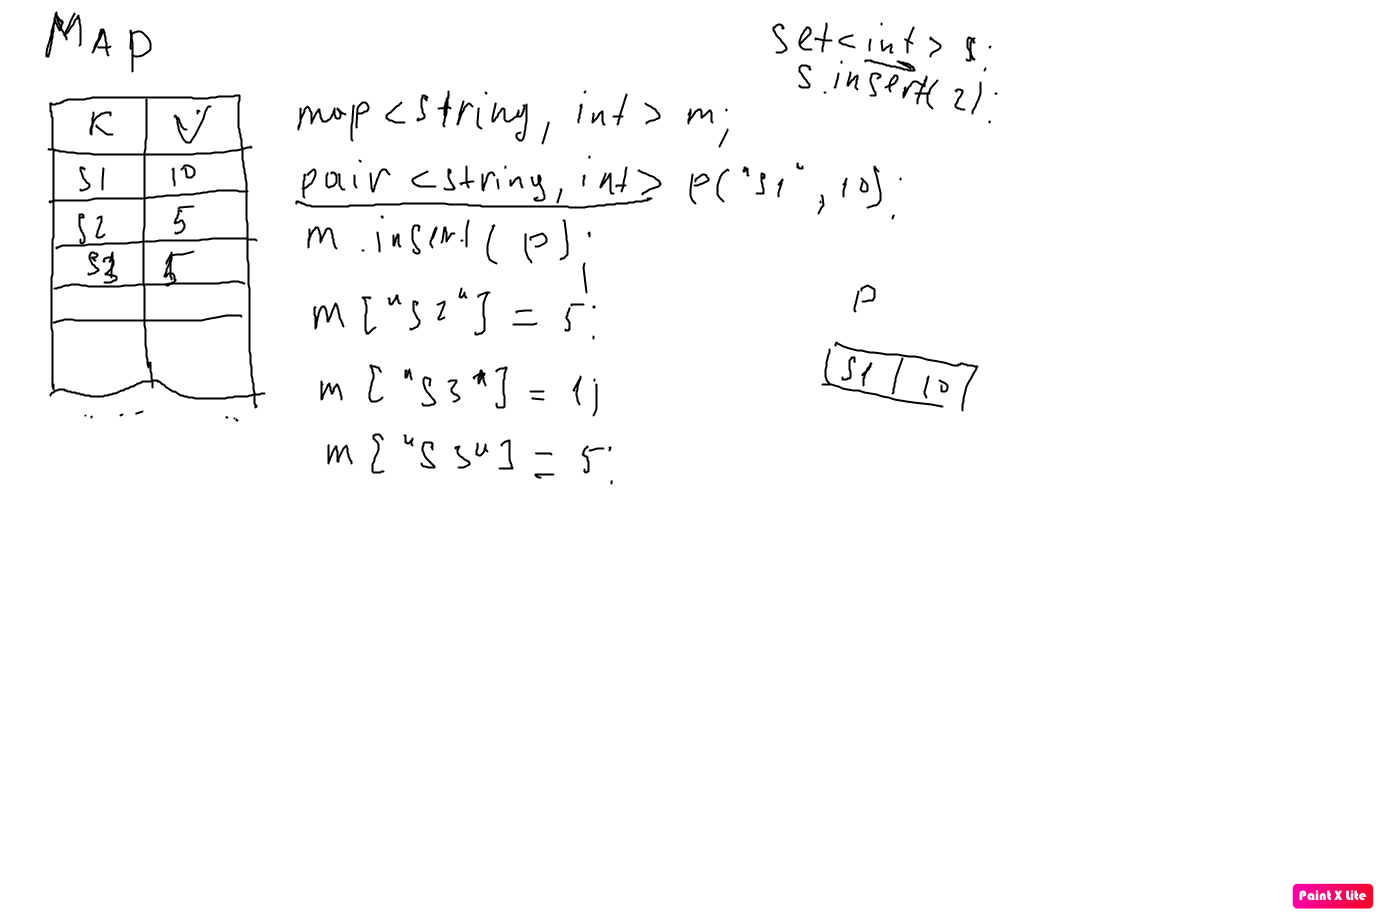 MAP
set<int> s;
s.insert(2);
K V
S1 10
S2 5
S3 5
map <string, int> m;
pair <string, int> p("S1", 10);
m.insert(p);
m["S2"] = 5;
m["S3"] = 1;
m["S3"] = 5;
P
S1 10
Paint X Lite